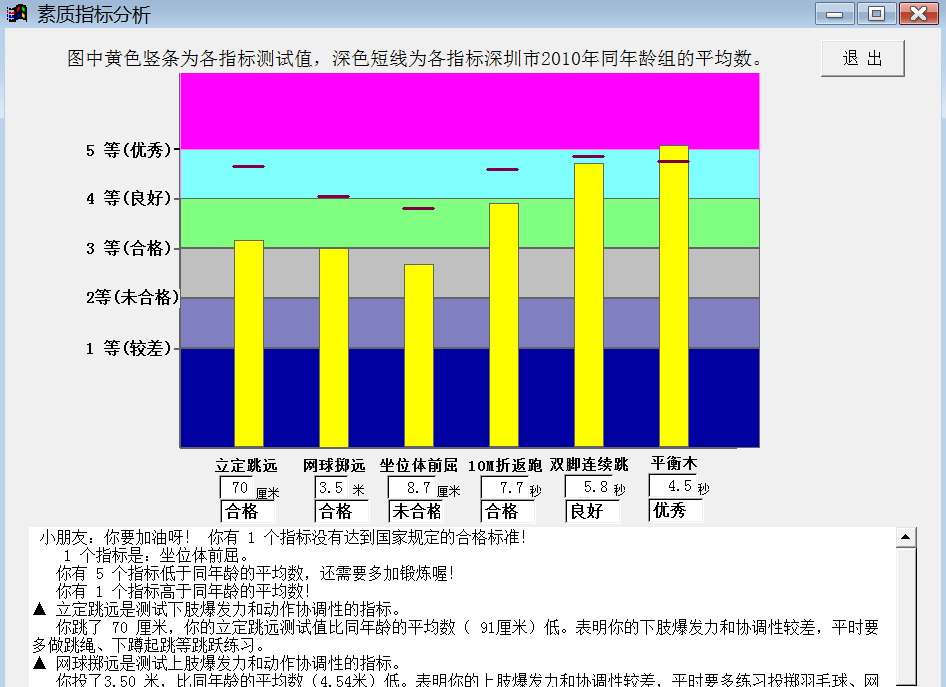 素质指标分析
图中黄色竖条为各指标测试值，深色短线为各指标深圳市2010年同年龄组的平均数。
退 出
5 等(优秀)
4 等(良好)
3 等(合格)
2等(未合格)
1 等(较差)
立定跳远 网球掷远 坐位体前屈 10M折返跑 双脚连续跳 平衡木
70 厘米 3.5 米 8.7 厘米 7.7 秒 5.8 秒 4.5 秒
合格 合格 未合格 合格 良好 优秀
小朋友：你要加油呀！ 你有 1 个指标没有达到国家规定的合格标准！
1 个指标是：坐位体前屈。
你有 5 个指标低于同年龄的平均数，还需要多加锻炼喔！
你有 1 个指标高于同年龄的平均数！
▲ 立定跳远是测试下肢爆发力和动作协调性的指标。
你跳了 70 厘米，你的立定跳远测试值比同年龄的平均数（ 91厘米）低。表明你的下肢爆发力和协调性较差，平时要
多做跳绳、下蹲起跳等跳跃练习。
▲ 网球掷远是测试上肢爆发力和动作协调性的指标。
你投了3.50 米，比同年龄的平均数（4.54米）低。表明你的上肢爆发力和协调性较差，平时要多练习投掷羽毛球、网